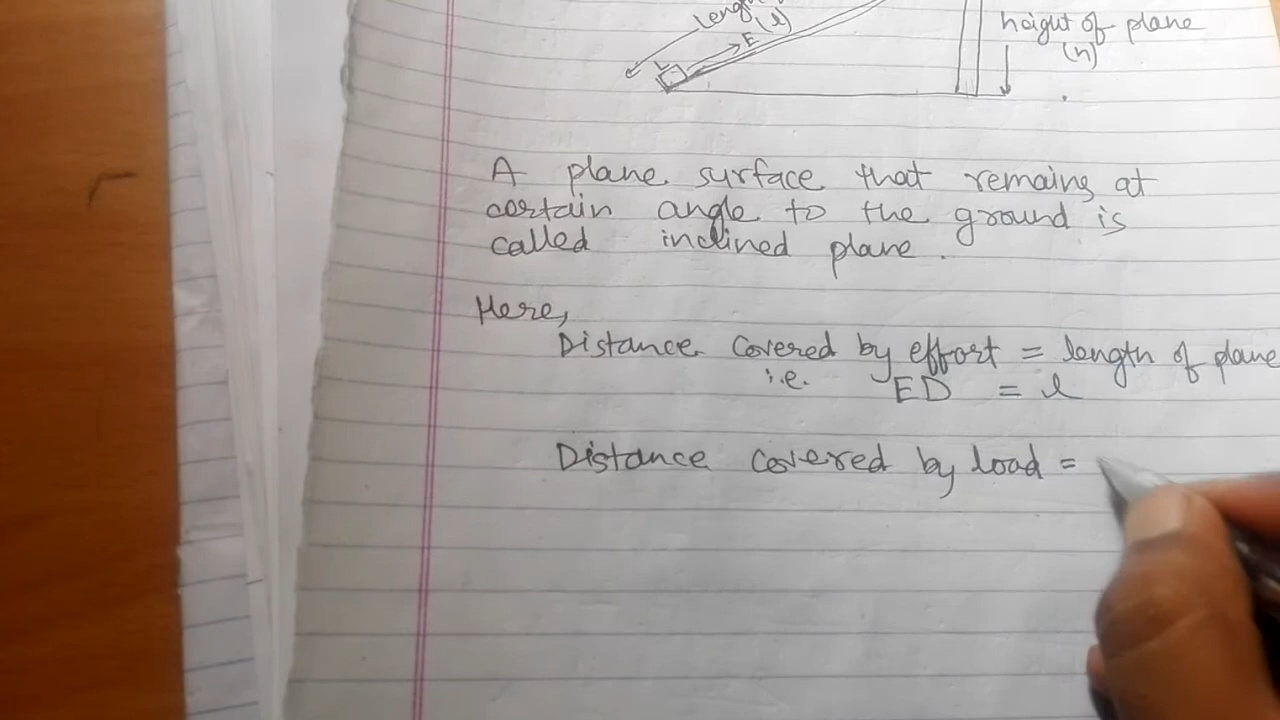 length
(l)
E
L
height of plane
(h)
A plane surface that remains at
certain angle to the ground is
called inclined plane.
Here,
Distance covered by effort = length of plane
i.e. ED = l
Distance covered by load =